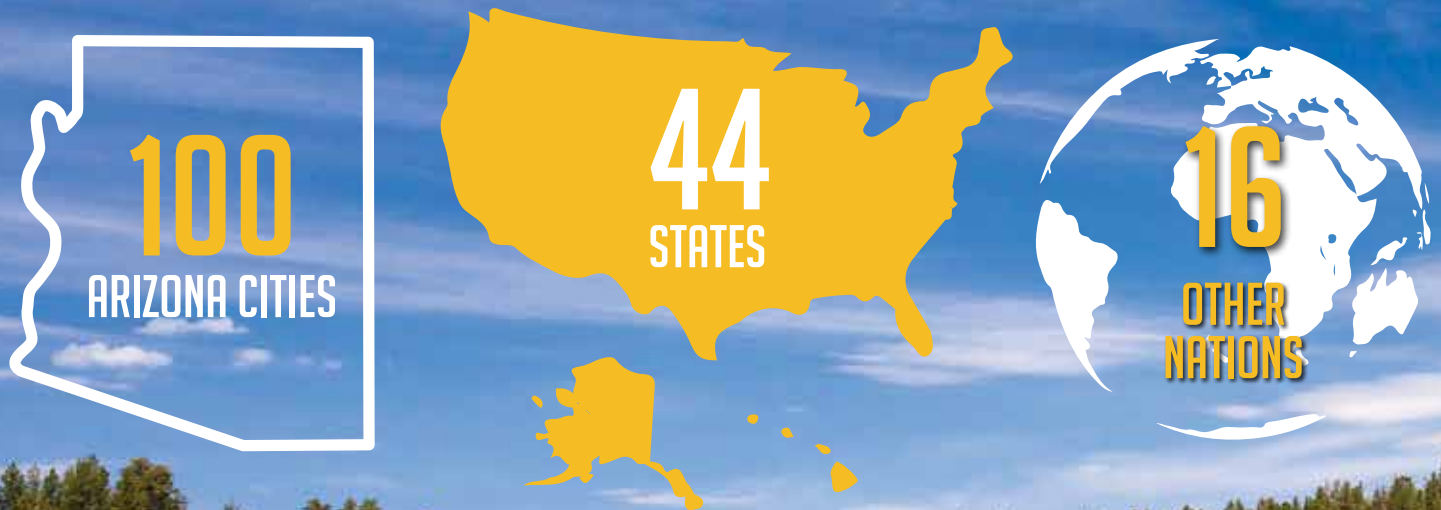 100
ARIZONA CITIES
44
STATES
16
OTHER
NATIONS